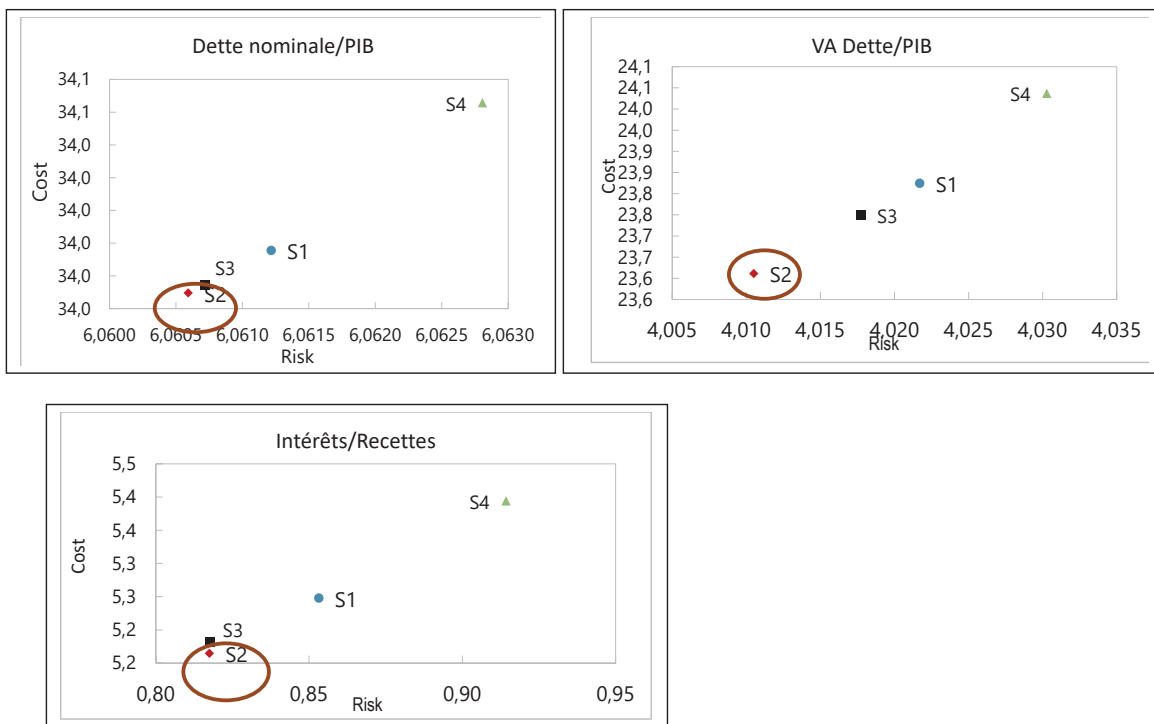 Dette nominale/PIB
34,1
34,1
34,0
34,0
34,0
34,0
34,0
34,0
Cost
S4
S1
S3
S2
6,0600 6,0605 6,0610 6,0615 6,0620 6,0625 6,0630
Risk
VA Dette/PIB
24,1
24,1
24,0
24,0
23,9
23,9
23,8
23,8
23,7
23,7
23,6
23,6
Cost
S4
S1
S3
S2
4,005 4,010 4,015 4,020 4,025 4,030 4,035
Risk
Intérêts/Recettes
5,5
5,4
5,4
5,3
5,3
5,2
5,2
Cost
S4
S1
S3
S2
0,80 0,85 0,90 0,95
Risk